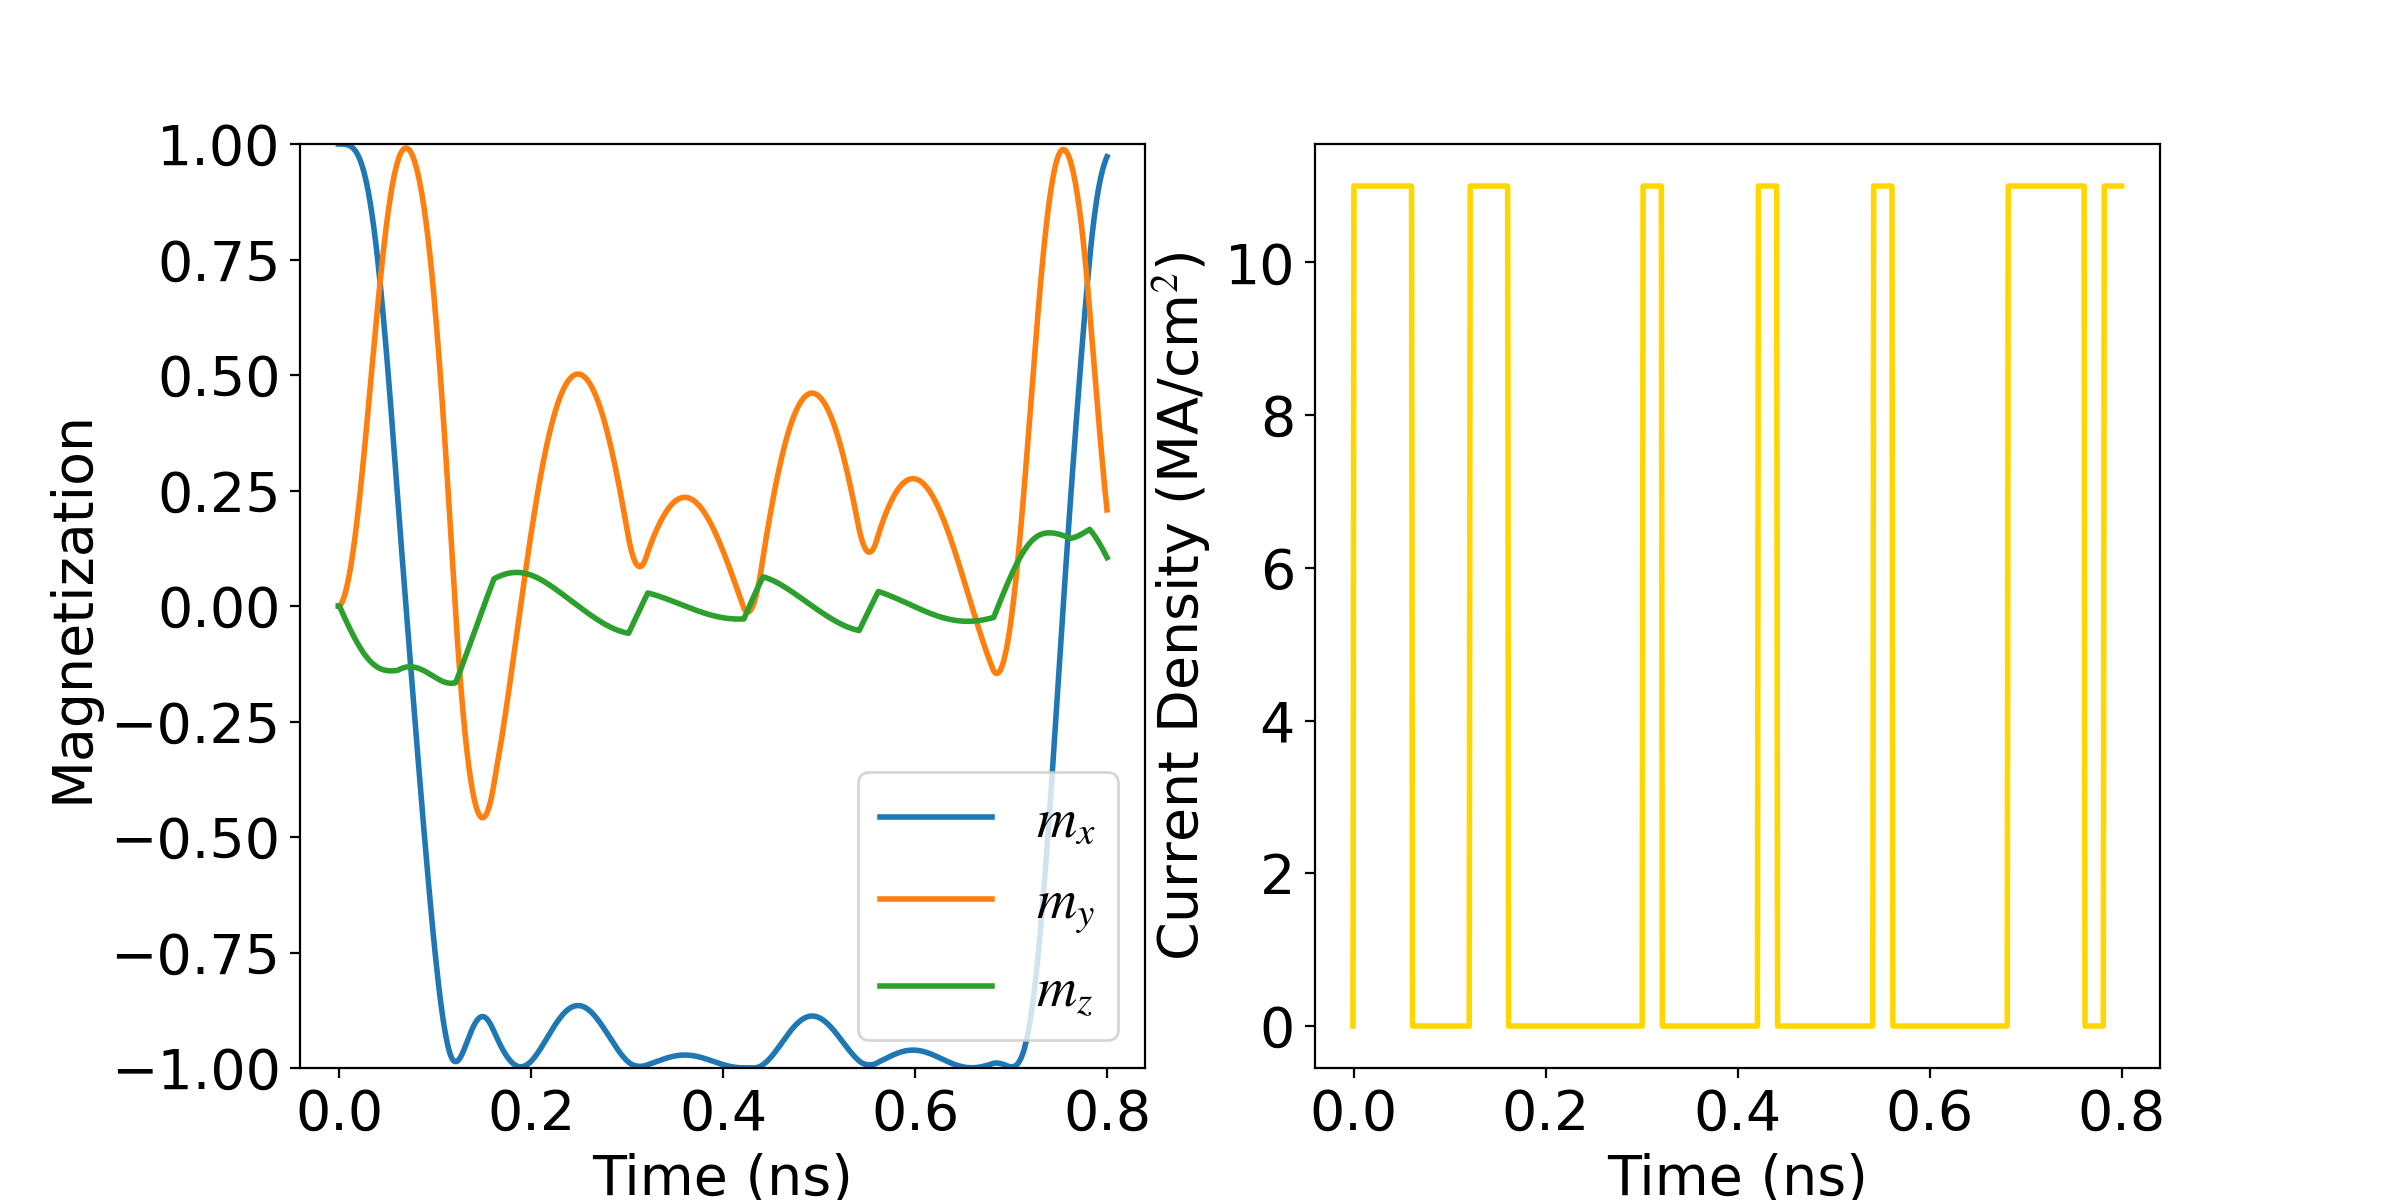 1.00
0.75
0.50
0.25
0.00
−0.25
−0.50
−0.75
−1.00
Magnetization
0.0 0.2 0.4 0.6 0.8
Time (ns)
m_x
m_y
m_z
10
8
6
4
2
0
Current Density (MA/cm²)
0.0 0.2 0.4 0.6 0.8
Time (ns)